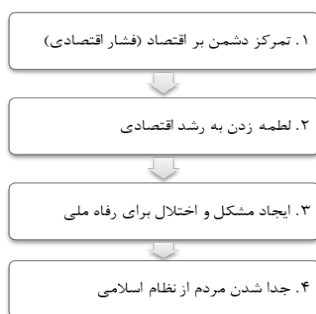 ۱. تمرکز دشمن بر اقتصاد (فشار اقتصادی)
۲. لطمه زدن به رشد اقتصادی
۳. ایجاد مشکل و اختلال برای رفاه ملی
۴. جدا شدن مردم از نظام اسلامی